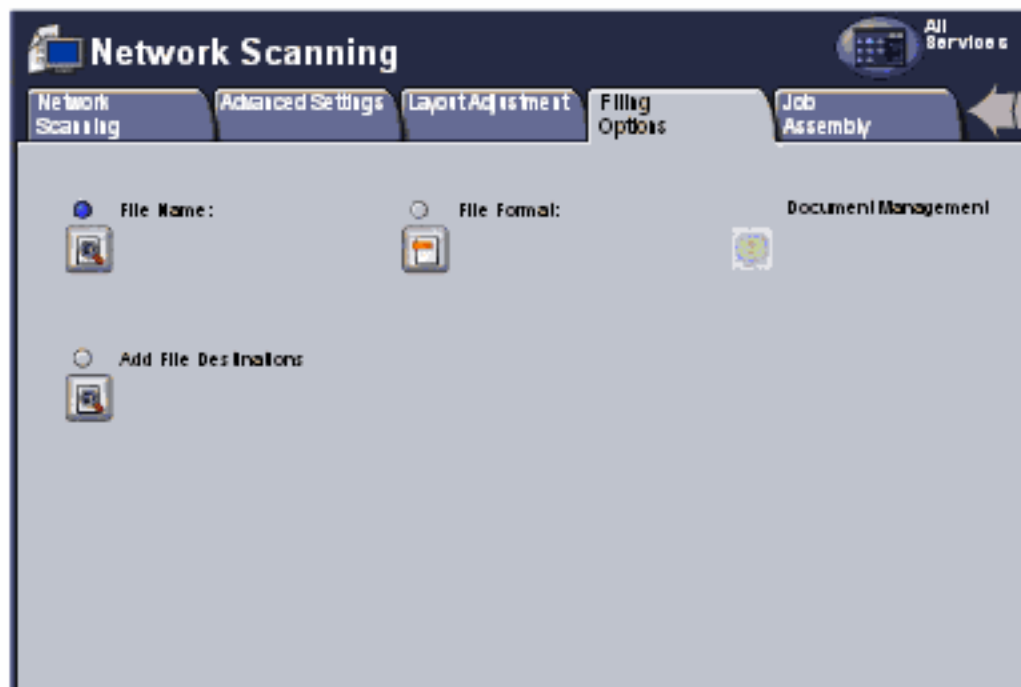 Network Scanning
All
Services
Network
Scanning
Advanced Settings
Layout Adjustment
Filing
Options
Job
Assembly
File Name:
File Format:
Document Management
Add File Destinations